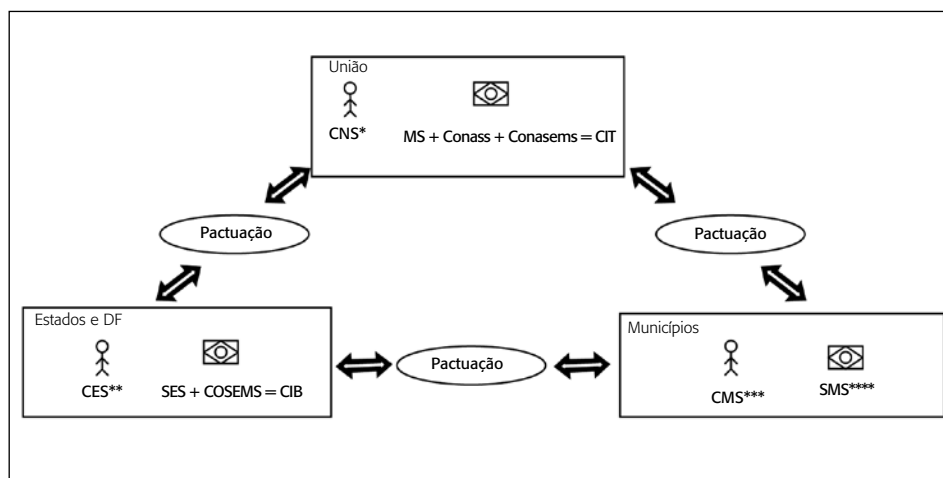 União
CNS*
MS + Conass + Conasems = CIT
Pactuação
Pactuação
Estados e DF
CES**
SES + COSEMS = CIB
Pactuação
Municípios
CMS***
SMS****